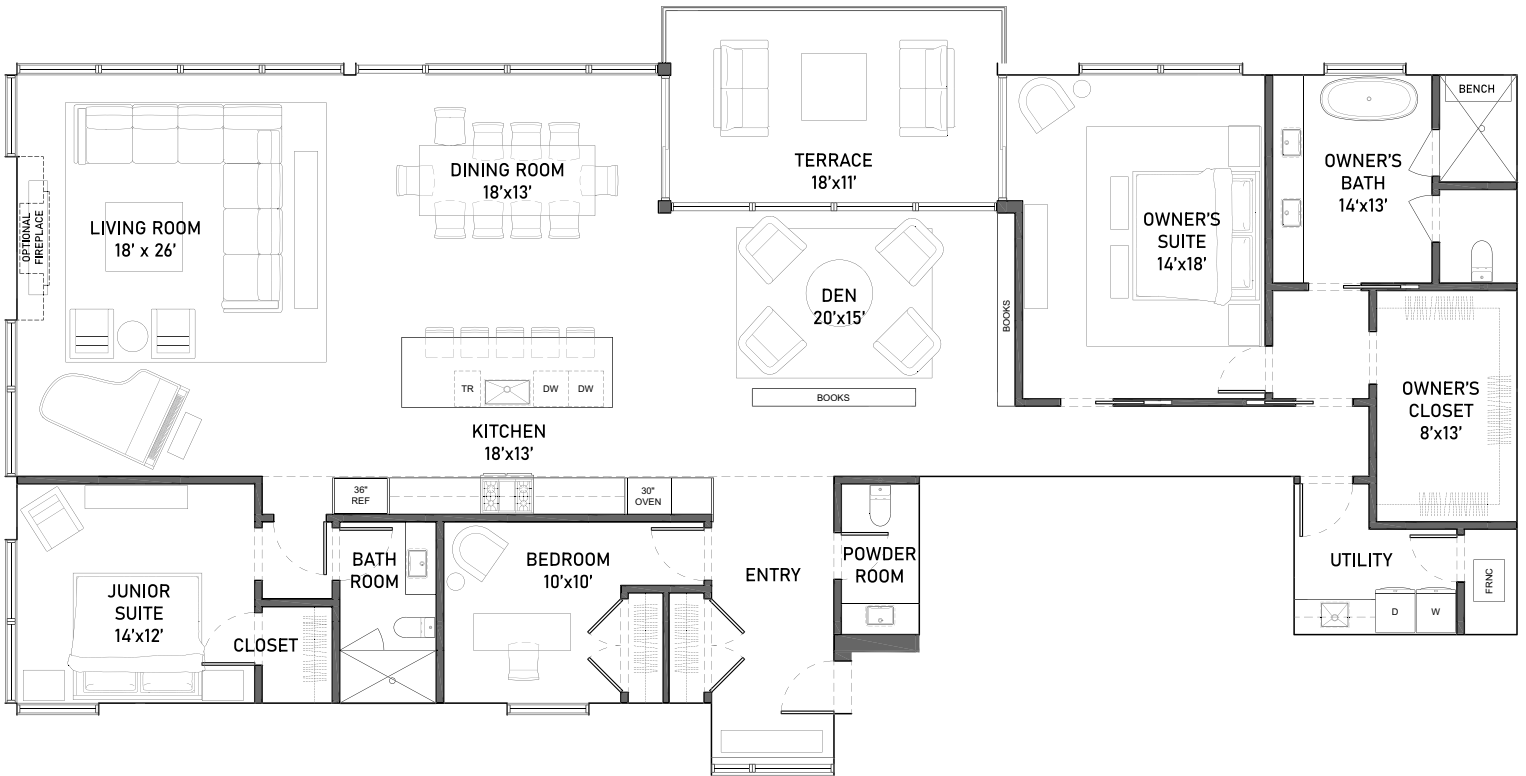 BENCH
TERRACE
18'x11'
DINING ROOM
18'x13'
OWNER'S
BATH
14'x13'
LIVING ROOM
18' x 26'
OPTIONAL
FIREPLACE
OWNER'S
SUITE
14'x18'
DEN
20'x15'
BOOKS
BOOKS
TR
DW
DW
OWNER'S
CLOSET
8'x13'
KITCHEN
18'x13'
36"
REF
30"
OVEN
JUNIOR
SUITE
14'x12'
CLOSET
BATH
ROOM
BEDROOM
10'x10'
ENTRY
POWDER
ROOM
UTILITY
D
W
FRNC